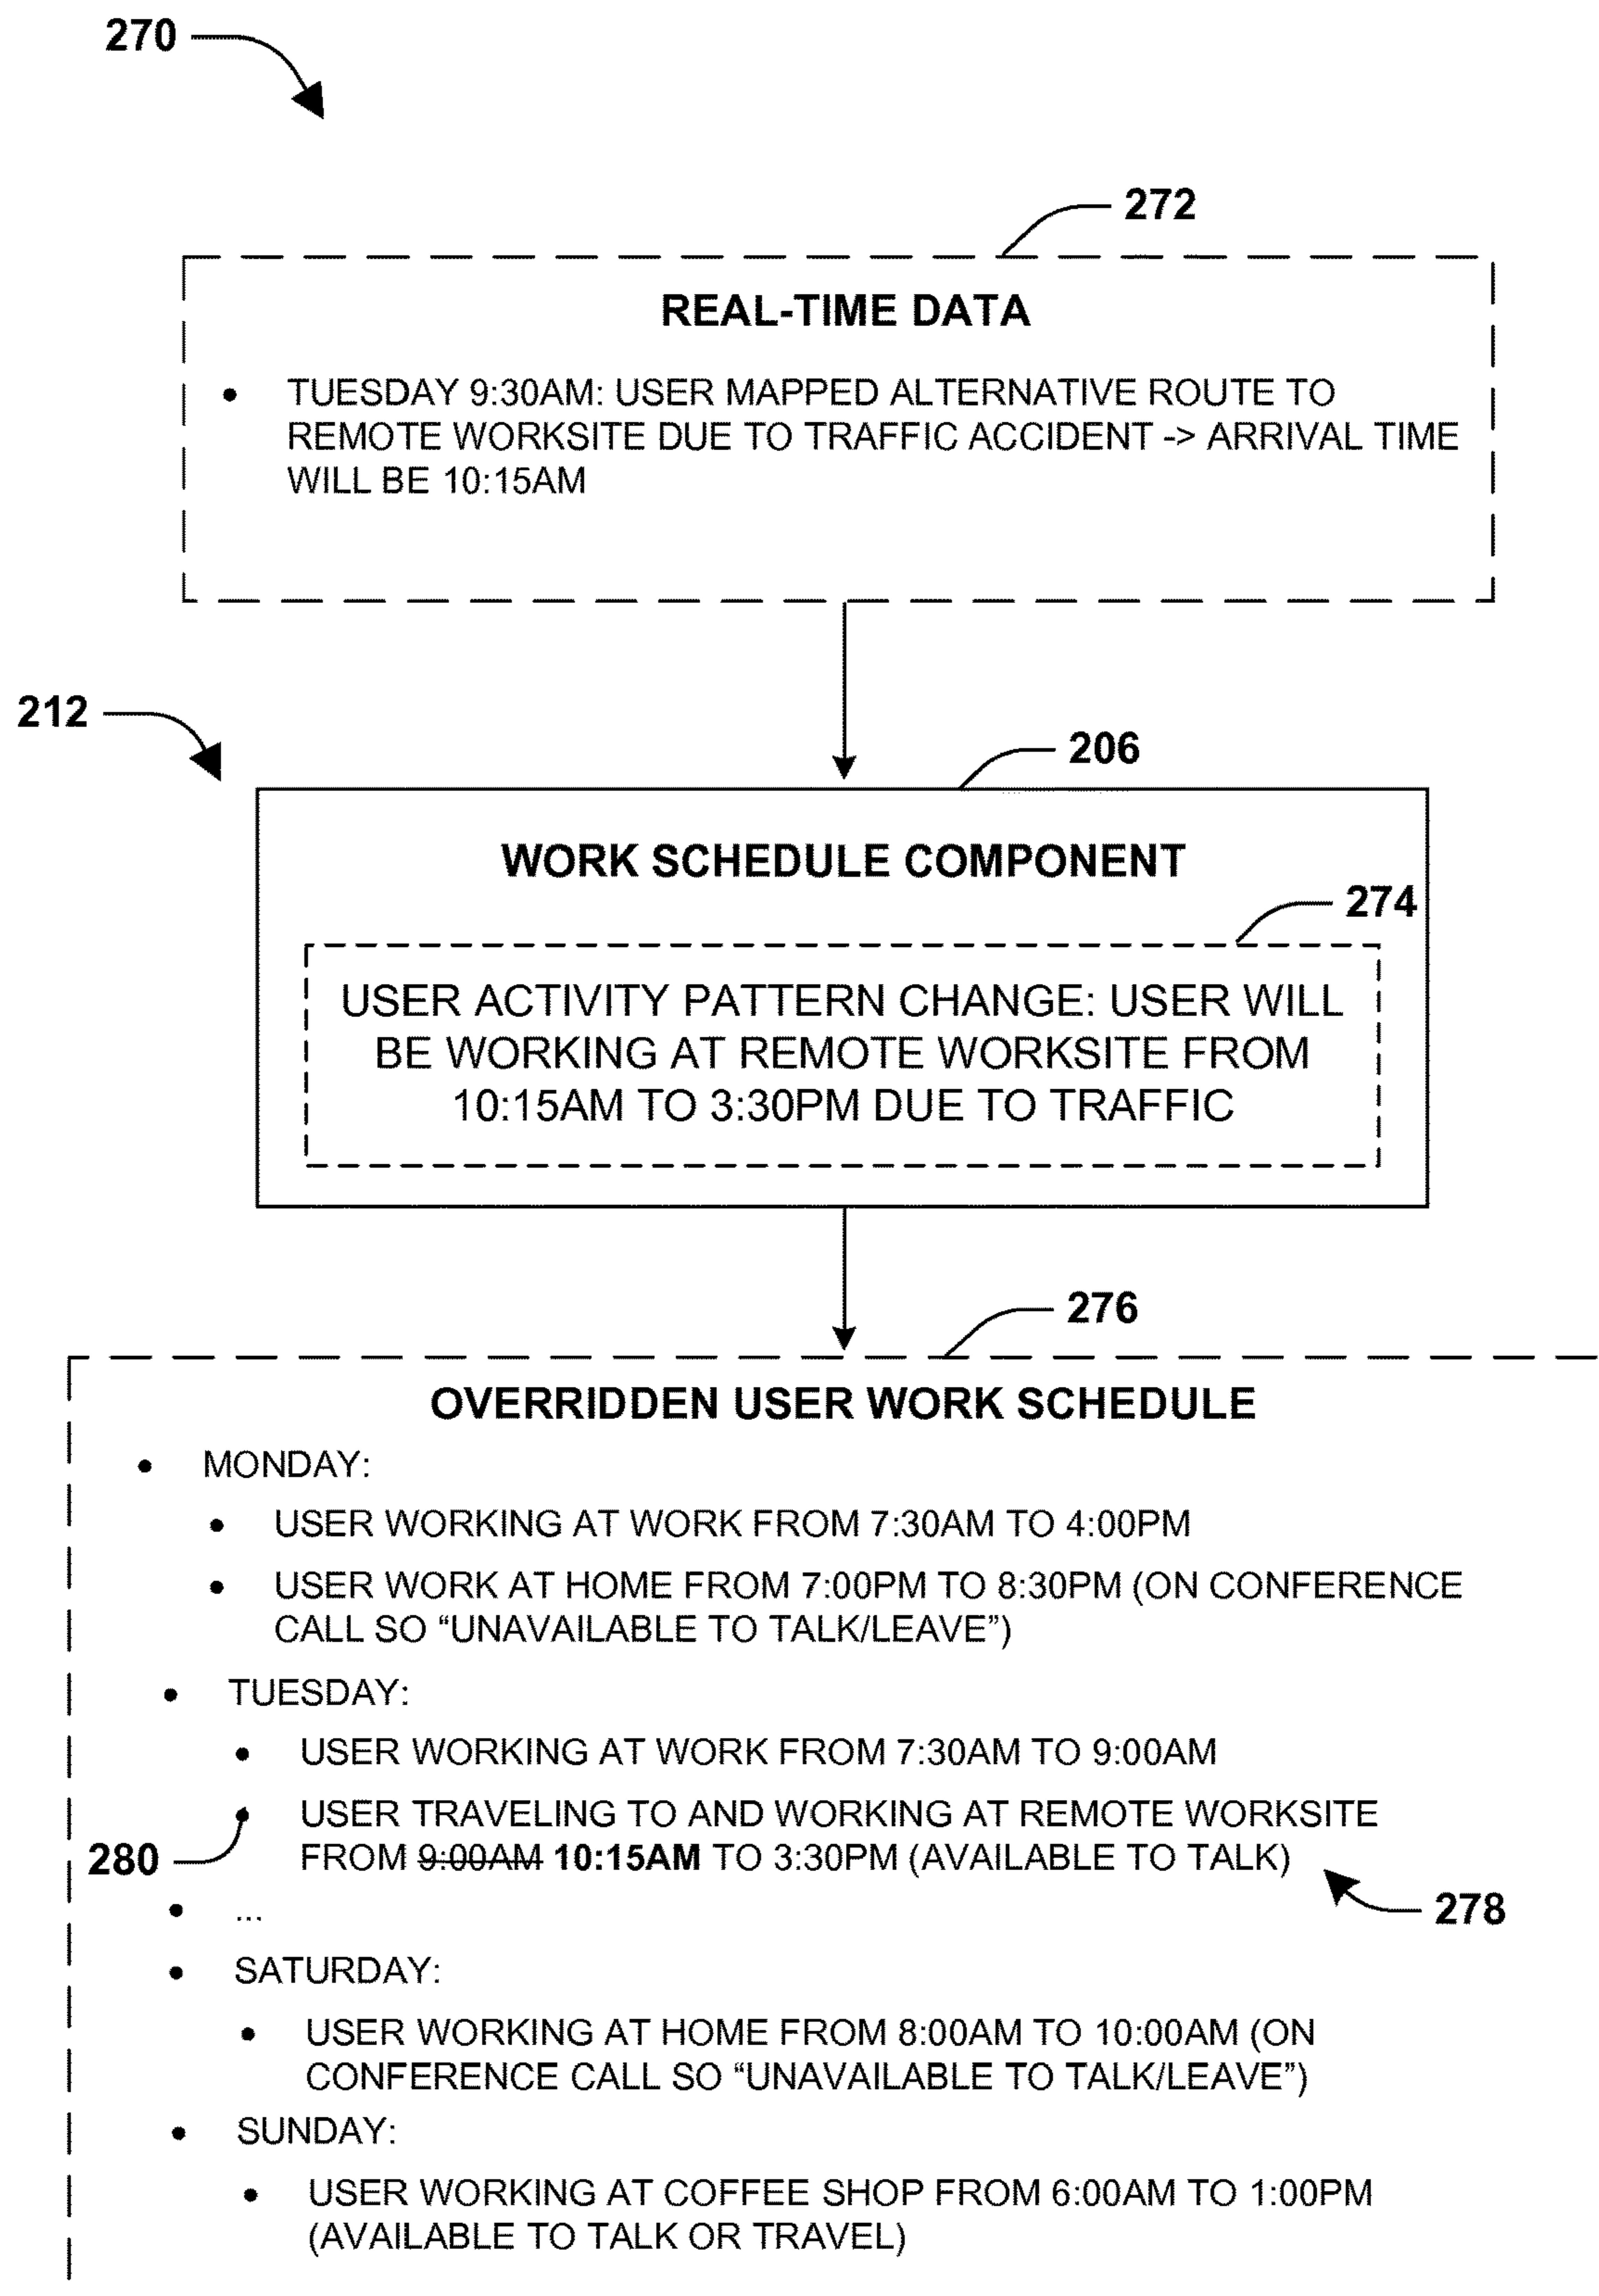 270
272
REAL-TIME DATA
• TUESDAY 9:30AM: USER MAPPED ALTERNATIVE ROUTE TO
REMOTE WORKSITE DUE TO TRAFFIC ACCIDENT -> ARRIVAL TIME
WILL BE 10:15AM
212
206
WORK SCHEDULE COMPONENT
274
USER ACTIVITY PATTERN CHANGE: USER WILL
BE WORKING AT REMOTE WORKSITE FROM
10:15AM TO 3:30PM DUE TO TRAFFIC
276
OVERRIDDEN USER WORK SCHEDULE
• MONDAY:
• USER WORKING AT WORK FROM 7:30AM TO 4:00PM
• USER WORK AT HOME FROM 7:00PM TO 8:30PM (ON CONFERENCE
CALL SO “UNAVAILABLE TO TALK/LEAVE”)
• TUESDAY:
• USER WORKING AT WORK FROM 7:30AM TO 9:00AM
• USER TRAVELING TO AND WORKING AT REMOTE WORKSITE
FROM 9:00AM 10:15AM TO 3:30PM (AVAILABLE TO TALK)
280
278
• ...
• SATURDAY:
• USER WORKING AT HOME FROM 8:00AM TO 10:00AM (ON
CONFERENCE CALL SO “UNAVAILABLE TO TALK/LEAVE”)
• SUNDAY:
• USER WORKING AT COFFEE SHOP FROM 6:00AM TO 1:00PM
(AVAILABLE TO TALK OR TRAVEL)